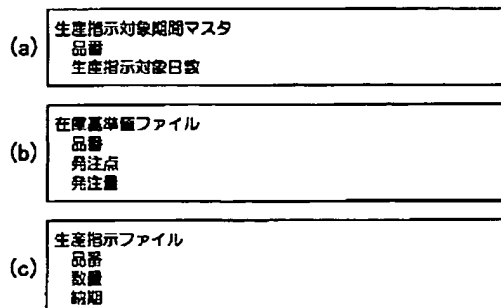 (a)
生産指示対象期間マスタ
品番
生産指示対象日数
(b)
在庫基準値ファイル
品番
発注点
発注量
(c)
生産指示ファイル
品番
数量
納期